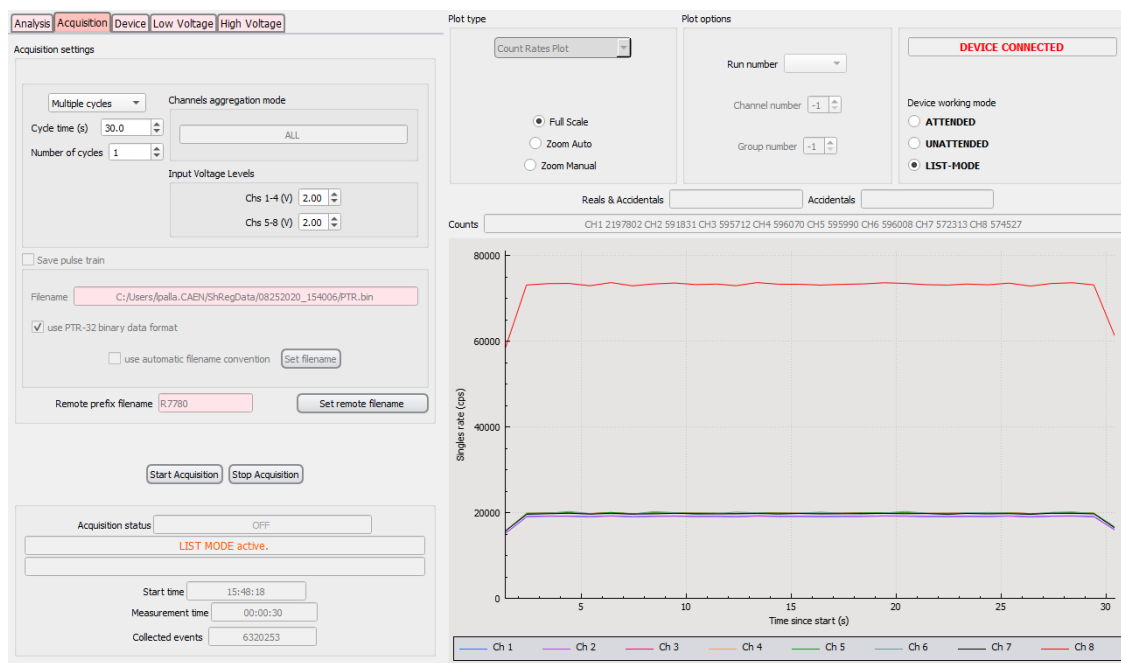 Analysis Acquisition Device Low Voltage High Voltage
Acquisition settings
Multiple cycles
Channels aggregation mode
Cycle time (s) 30.0
ALL
Number of cycles 1
Input Voltage Levels
Chs 1-4 (V) 2.00
Chs 5-8 (V) 2.00
Save pulse train
Filename C:/Users/lpalla.CAEN/ShRegData/08252020_154006/PTR.bin
use PTR-32 binary data format
use automatic filename convention Set filename
Remote prefix filename R7780 Set remote filename
Start Acquisition Stop Acquisition
Acquisition status OFF
LIST MODE active.
Start time 15:48:18
Measurement time 00:00:30
Collected events 6320253
Plot type
Count Rates Plot
Full Scale
Zoom Auto
Zoom Manual
Plot options
Run number
Channel number -1
Group number -1
DEVICE CONNECTED
Device working mode
ATTENDED
UNATTENDED
LIST-MODE
Reals & Accidentals Accidentals
Counts CH1 2197802 CH2 591831 CH3 595712 CH4 596070 CH5 595990 CH6 596008 CH7 572313 CH8 574527
80000
60000
40000
20000
0
Singles rate (cps)
5 10 15 20 25 30
Time since start (s)
Ch 1 Ch 2 Ch 3 Ch 4 Ch 5 Ch 6 Ch 7 Ch 8